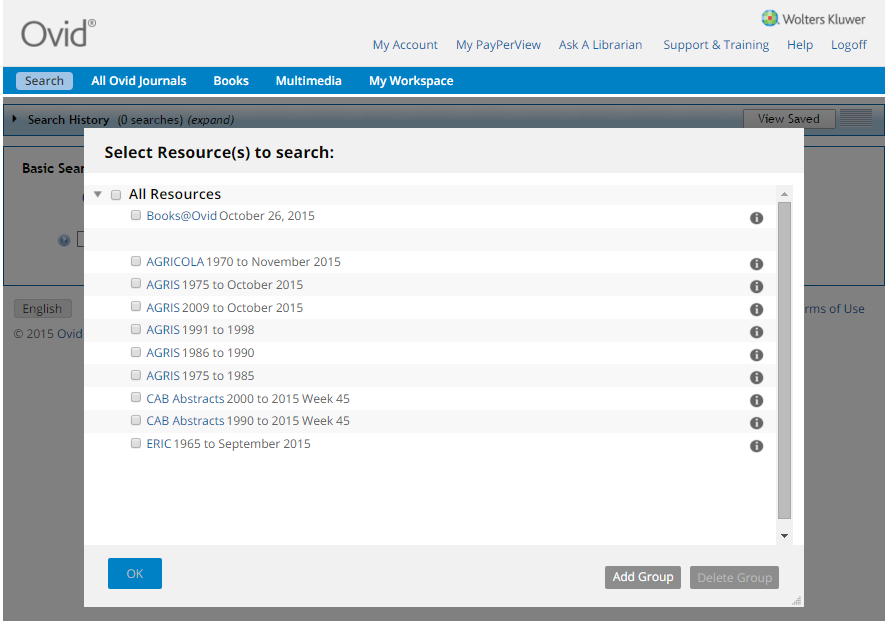 Ovid®
Wolters Kluwer
My Account My PayPerView Ask A Librarian Support & Training Help Logoff
Search All Ovid Journals Books Multimedia My Workspace
Search History (0 searches) (expand)
View Saved
Select Resource(s) to search:
Basic Sear
All Resources
Books@Ovid October 26, 2015
AGRICOLA 1970 to November 2015
AGRIS 1975 to October 2015
AGRIS 2009 to October 2015
English
rms of Use
AGRIS 1991 to 1998
© 2015 Ovid
AGRIS 1986 to 1990
AGRIS 1975 to 1985
CAB Abstracts 2000 to 2015 Week 45
CAB Abstracts 1990 to 2015 Week 45
ERIC 1965 to September 2015
OK
Add Group Delete Group